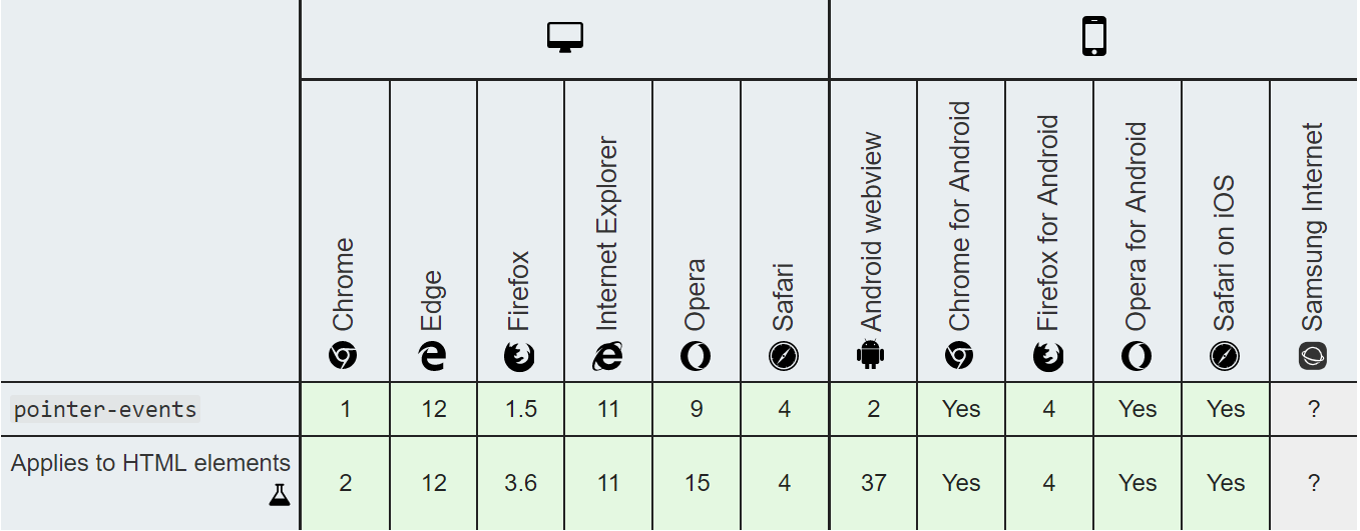 Chrome
Edge
Firefox
Internet Explorer
Opera
Safari
Android webview
Chrome for Android
Firefox for Android
Opera for Android
Safari on iOS
Samsung Internet
pointer-events 1 12 1.5 11 9 4 2 Yes 4 Yes Yes ?
Applies to HTML elements
2 12 3.6 11 15 4 37 Yes 4 Yes Yes ?